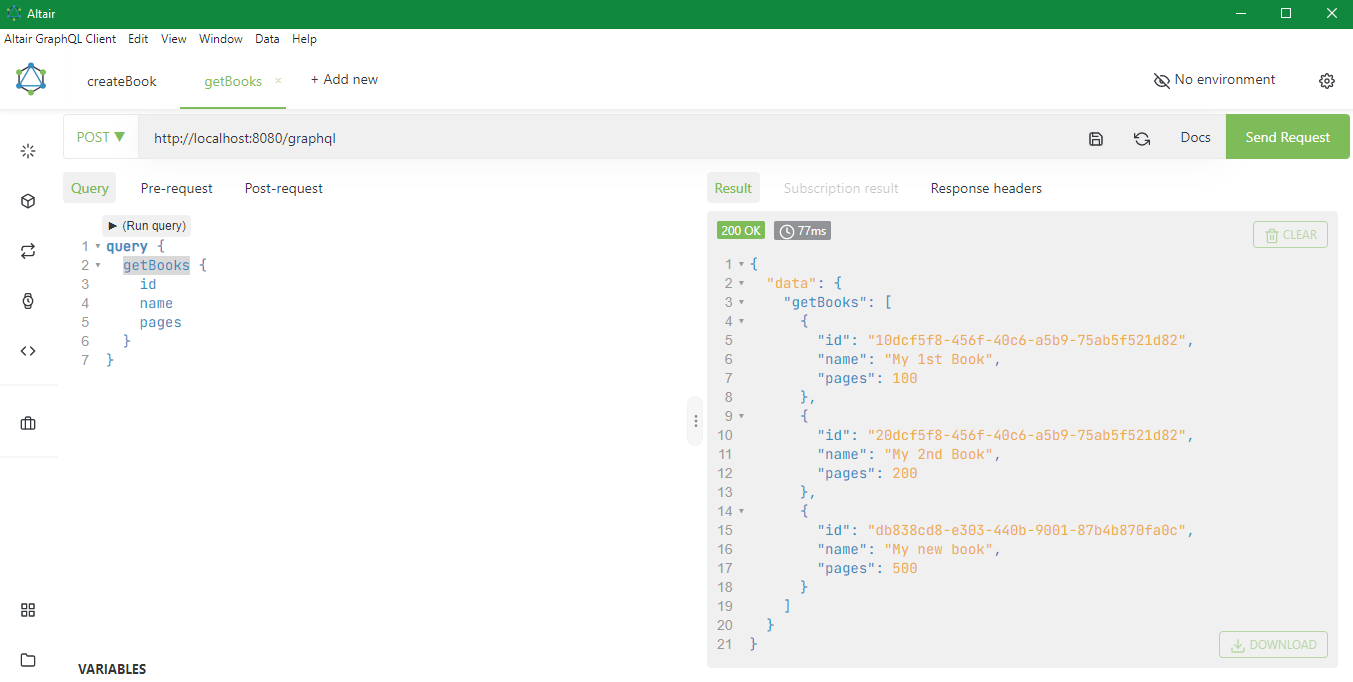 Altair
Altair GraphQL Client Edit View Window Data Help
createBook getBooks × + Add new No environment
POST ▼ http://localhost:8080/graphql Docs Send Request
Query Pre-request Post-request
▶ (Run query)
1 query {
2 getBooks {
3 id
4 name
5 pages
6 }
7 }
VARIABLES
Result Subscription result Response headers
200 OK 77ms CLEAR
1 {
2 "data": {
3 "getBooks": [
4 {
5 "id": "10dcf5f8-456f-40c6-a5b9-75ab5f521d82",
6 "name": "My 1st Book",
7 "pages": 100
8 },
9 {
10 "id": "20dcf5f8-456f-40c6-a5b9-75ab5f521d82",
11 "name": "My 2nd Book",
12 "pages": 200
13 },
14 {
15 "id": "db838cd8-e303-440b-9001-87b4b870fa0c",
16 "name": "My new book",
17 "pages": 500
18 }
19 ]
20 }
21 }
DOWNLOAD